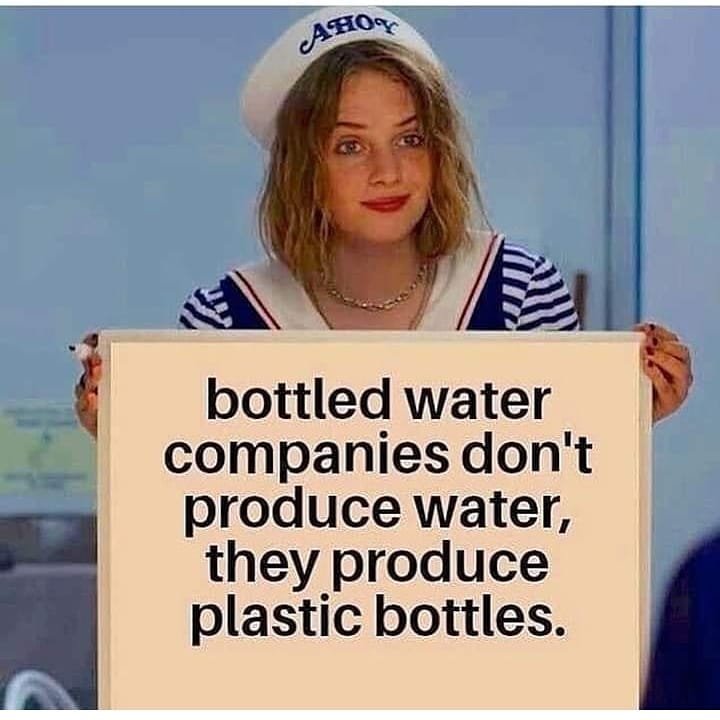 AHOY
bottled water
companies don't
produce water,
they produce
plastic bottles.